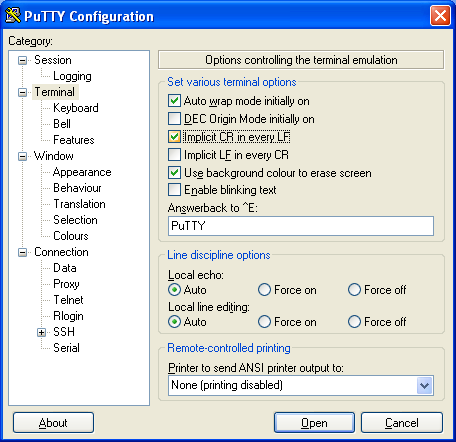 PuTTY Configuration
Category:
Session
Logging
Terminal
Keyboard
Bell
Features
Window
Appearance
Behaviour
Translation
Selection
Colours
Connection
Data
Proxy
Telnet
Rlogin
SSH
Serial
Options controlling the terminal emulation
Set various terminal options
Auto wrap mode initially on
DEC Origin Mode initially on
Implicit CR in every LF
Implicit LF in every CR
Use background colour to erase screen
Enable blinking text
Answerback to ^E:
PuTTY
Line discipline options
Local echo:
Auto Force on Force off
Local line editing:
Auto Force on Force off
Remote-controlled printing
Printer to send ANSI printer output to:
None (printing disabled)
About Open Cancel